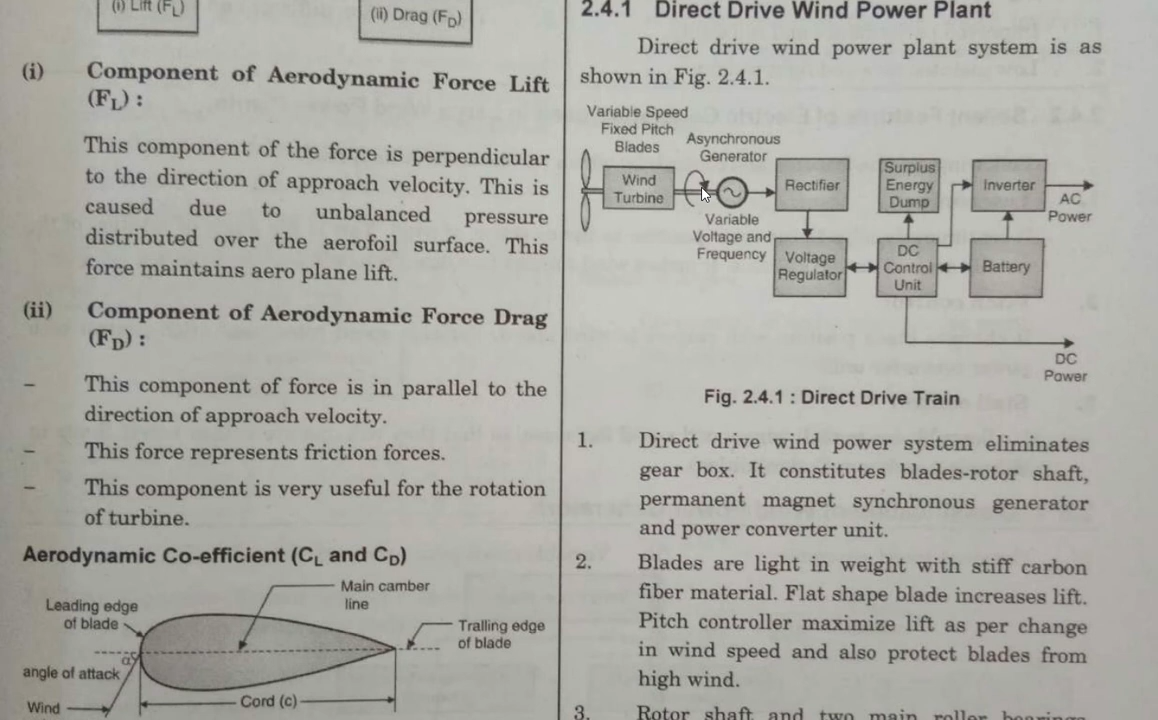 (i) Lift (FL)
(ii) Drag (FD)
(i) Component of Aerodynamic Force Lift
(FL) :
This component of the force is perpendicular
to the direction of approach velocity. This is
caused due to unbalanced pressure
distributed over the aerofoil surface. This
force maintains aero plane lift.
(ii) Component of Aerodynamic Force Drag
(FD) :
– This component of force is in parallel to the
direction of approach velocity.
– This force represents friction forces.
– This component is very useful for the rotation
of turbine.
Aerodynamic Co-efficient (CL and CD)
Main camber
line
Leading edge
of blade
Tralling edge
of blade
α
angle of attack
Cord (c)
Wind
2.4.1 Direct Drive Wind Power Plant
Direct drive wind power plant system is as
shown in Fig. 2.4.1.
Variable Speed
Fixed Pitch
Blades
Asynchronous
Generator
Wind
Turbine
Rectifier
Surplus
Energy
Dump
Inverter
AC
Power
Variable
Voltage and
Frequency
Voltage
Regulator
DC
Control
Unit
Battery
DC
Power
Fig. 2.4.1 : Direct Drive Train
1. Direct drive wind power system eliminates
gear box. It constitutes blades-rotor shaft,
permanent magnet synchronous generator
and power converter unit.
2. Blades are light in weight with stiff carbon
fiber material. Flat shape blade increases lift.
Pitch controller maximize lift as per change
in wind speed and also protect blades from
high wind.
3. Rotor shaft and two main roller bearings